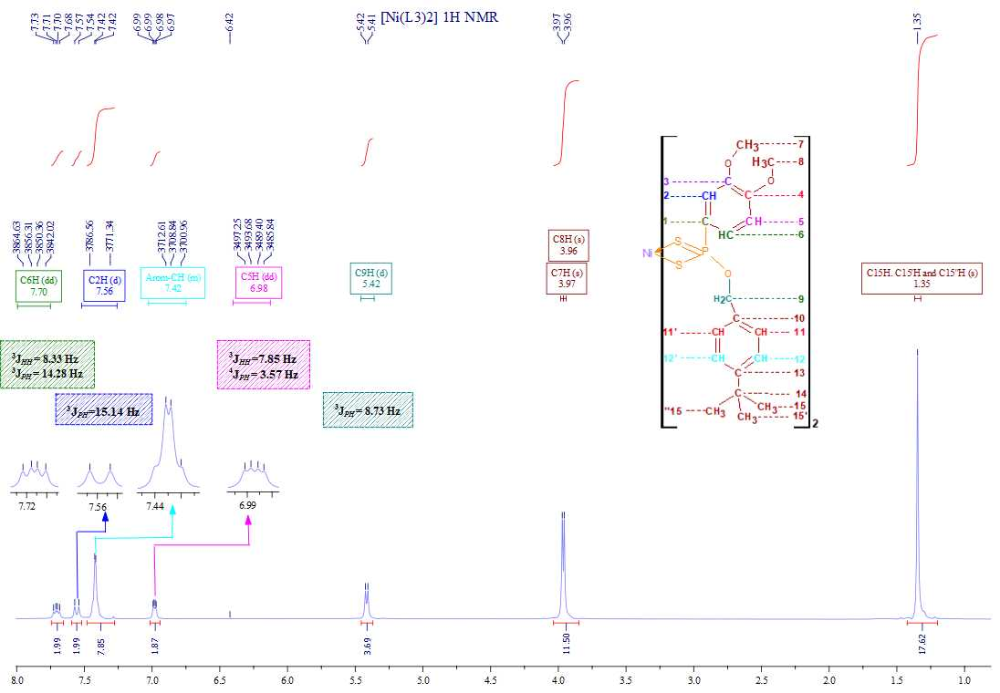 [Ni(L3)2] 1H NMR
7.73
7.71
7.70
7.68
7.57
7.54
7.42
7.42
6.99
6.99
6.98
6.97
6.42
5.42
5.41
3.97
3.96
1.35
3864.63
3856.31
3850.36
3842.02
3786.56
3771.34
3712.61
3708.84
3700.96
3497.25
3493.68
3489.40
3485.84
C6H (dd)
7.70
C2H (d)
7.56
Arom-CH (m)
7.42
C5H (dd)
6.98
C9H (d)
5.42
C8H (s)
3.96
C7H (s)
3.97
C15H. C15'H and C15"H (s)
1.35
³J_HH = 8.33 Hz
³J_PH = 14.28 Hz
³J_PH=15.14 Hz
³J_HH=7.85 Hz
⁴J_PH = 3.57 Hz
³J_PH = 8.73 Hz
CH3 7
H3C 8
O
O
3 C
2 CH
C 4
1 C
CH 5
HC 6
S
Ni
P
S
O
H2C 9
C 10
11' CH
CH 11
12' CH
CH 12
C 13
C 14
"15 CH3
CH3 15
CH3 15'
2
7.72
7.56
7.44
6.99
1.99
1.99
7.85
1.87
3.69
11.50
17.62
8.0 7.5 7.0 6.5 6.0 5.5 5.0 4.5 4.0 3.5 3.0 2.5 2.0 1.5 1.0